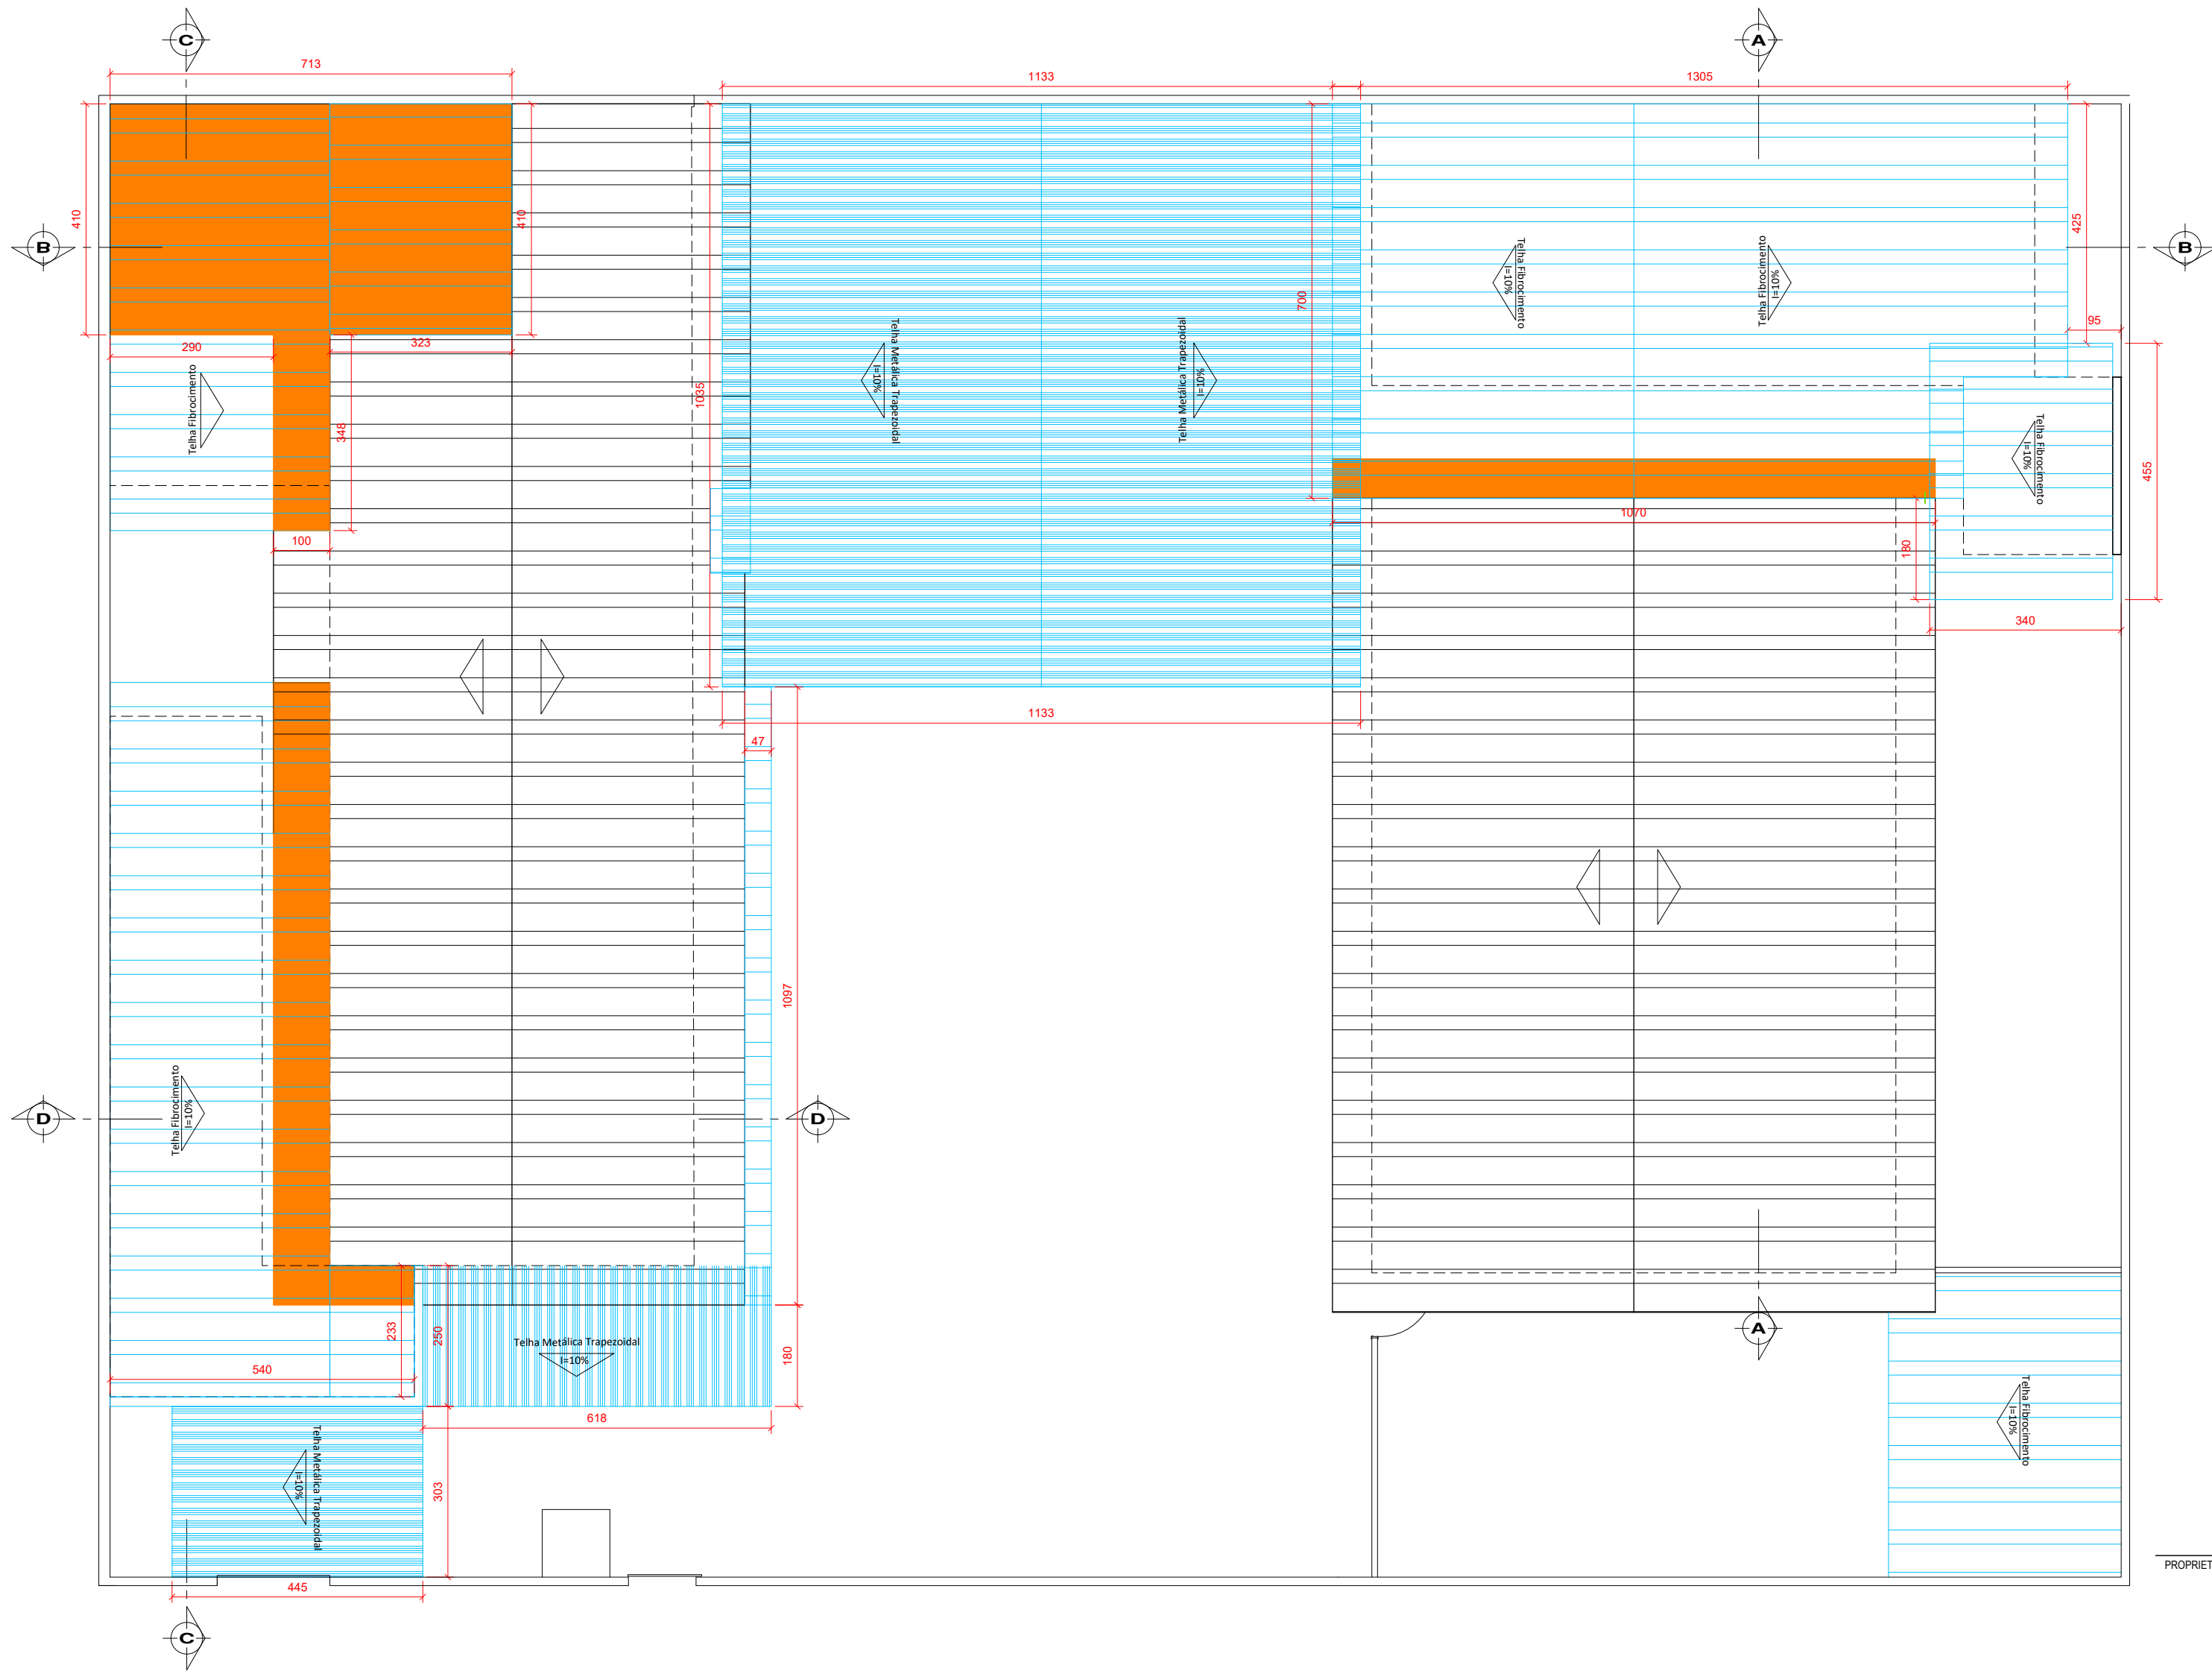 C
A
713
1133
1305
410
410
425
B
B
Telha Fibrocimento
I=10%
Telha Fibrocimento
I=10%
700
95
290
323
Telha Metálica Trapezoidal
I=10%
Telha Metálica Trapezoidal
I=10%
1035
Telha Fibrocimento
348
Telha Fibrocimento
I=10%
455
1070
100
180
340
1133
47
1097
Telha Fibrocimento
I=10%
D
D
233
250
Telha Metálica Trapezoidal
I=10%
180
A
540
618
Telha Fibrocimento
I=10%
Telha Metálica Trapezoidal
I=10%
303
445
PROPRIET
C